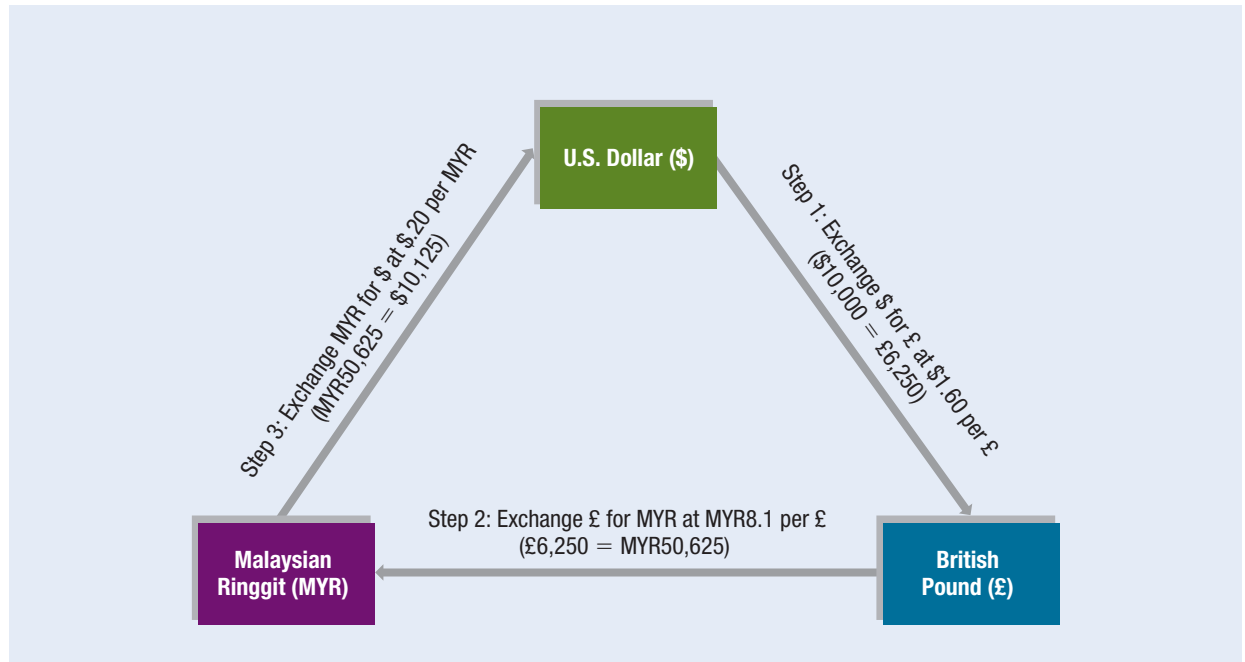 U.S. Dollar ($)
Step 1: Exchange $ for £ at $1.60 per £
($10,000 = £6,250)
Step 2: Exchange £ for MYR at MYR8.1 per £
(£6,250 = MYR50,625)
Step 3: Exchange MYR for $ at $.20 per MYR
(MYR50,625 = $10,125)
Malaysian
Ringgit (MYR)
British
Pound (£)